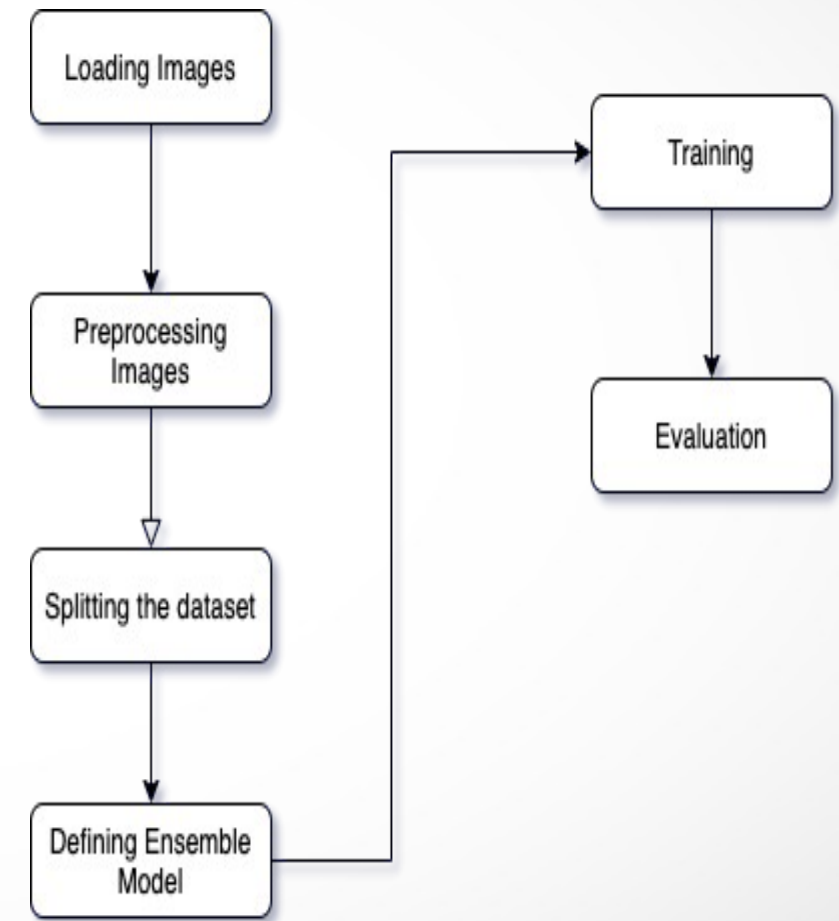 Loading Images
Preprocessing
Images
Splitting the dataset
Defining Ensemble
Model
Training
Evaluation